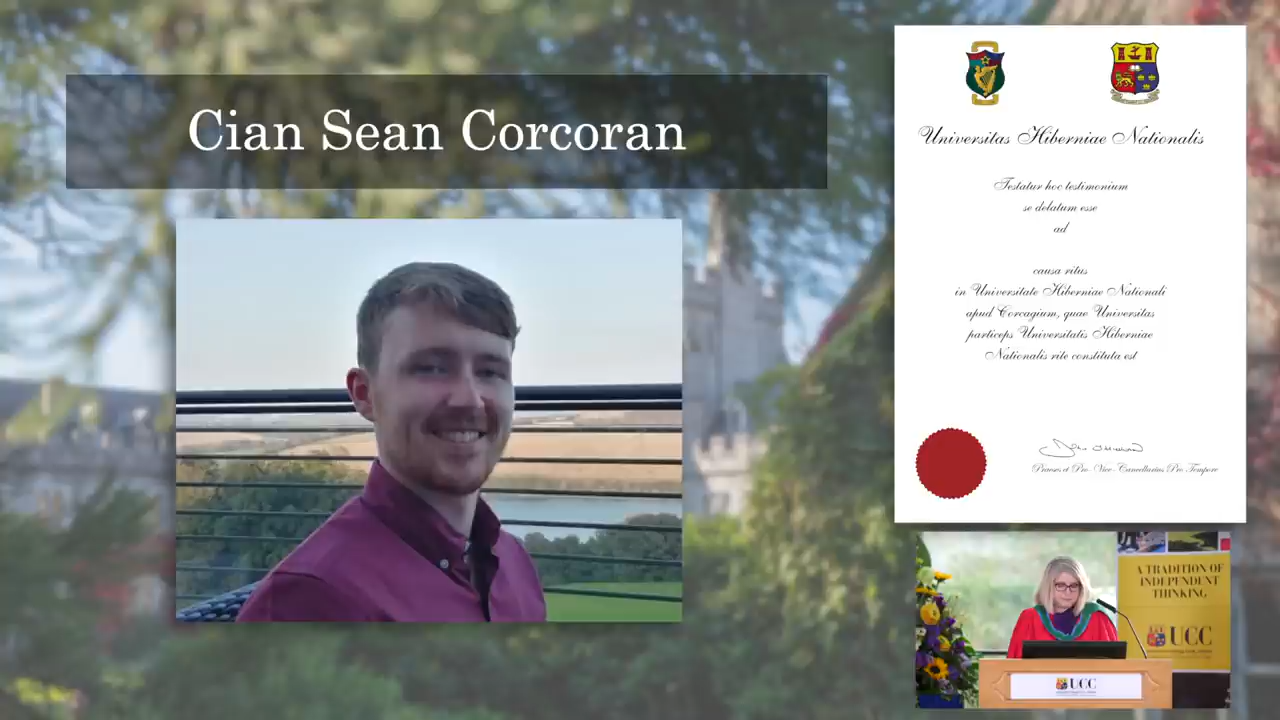 Cian Sean Corcoran
Universitas Hiberniae Nationalis
Testatur hoc testimonium
se delatum esse
ad
causa ritus
in Universitate Hiberniae Nationali
apud Corcagium, quae Universitas
particeps Universitatis Hiberniae
Nationalis rite constituta est
Praeses et Pro-Vice-Cancellarius Pro Tempore
A TRADITION OF
INDEPENDENT
THINKING
UCC
UCC